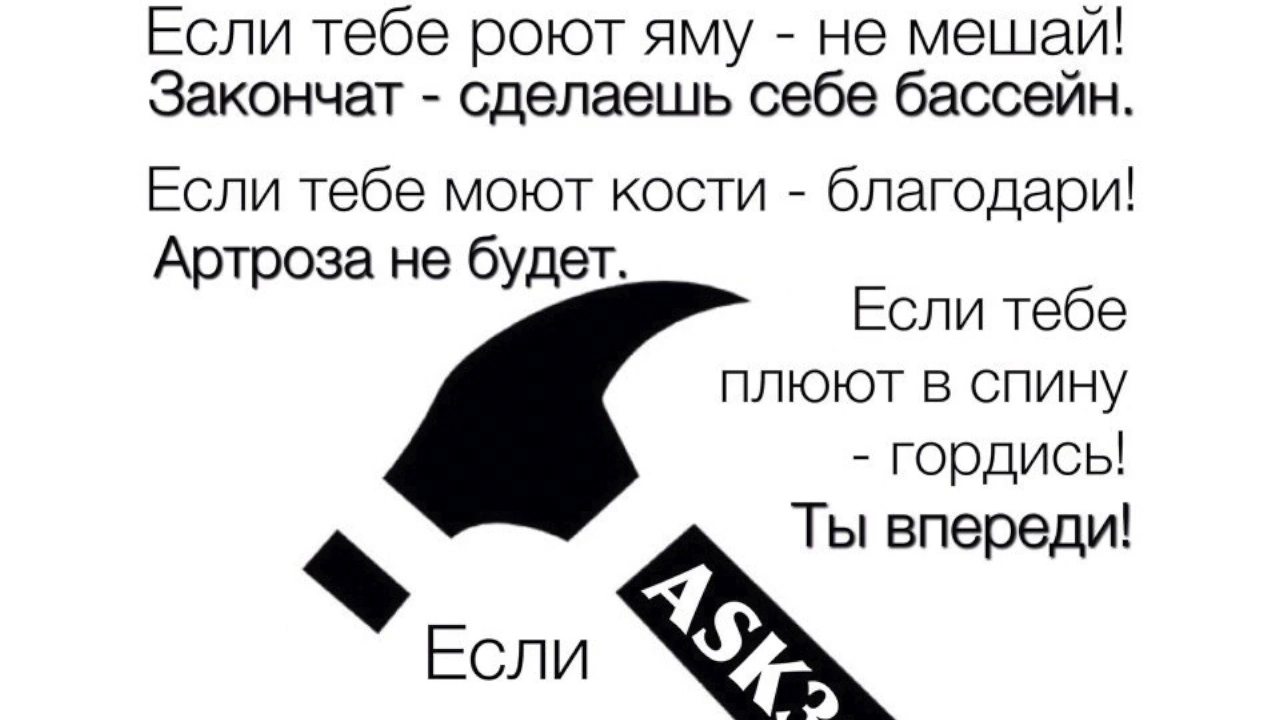 Если тебе роют яму - не мешай!
Закончат - сделаешь себе бассейн.
Если тебе моют кости - благодари!
Артроза не будет.
Если тебе
плюют в спину
- гордись!
Ты впереди!
Если
ASK3